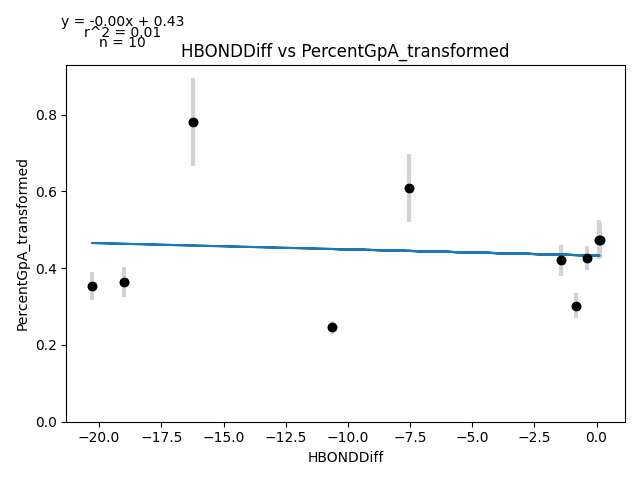 y = -0.00x + 0.43
r^2 = 0.01
n = 10
HBONDDiff vs PercentGpA_transformed
PercentGpA_transformed
0.8
0.6
0.4
0.2
0.0
−20.0 −17.5 −15.0 −12.5 −10.0 −7.5 −5.0 −2.5 0.0
HBONDDiff